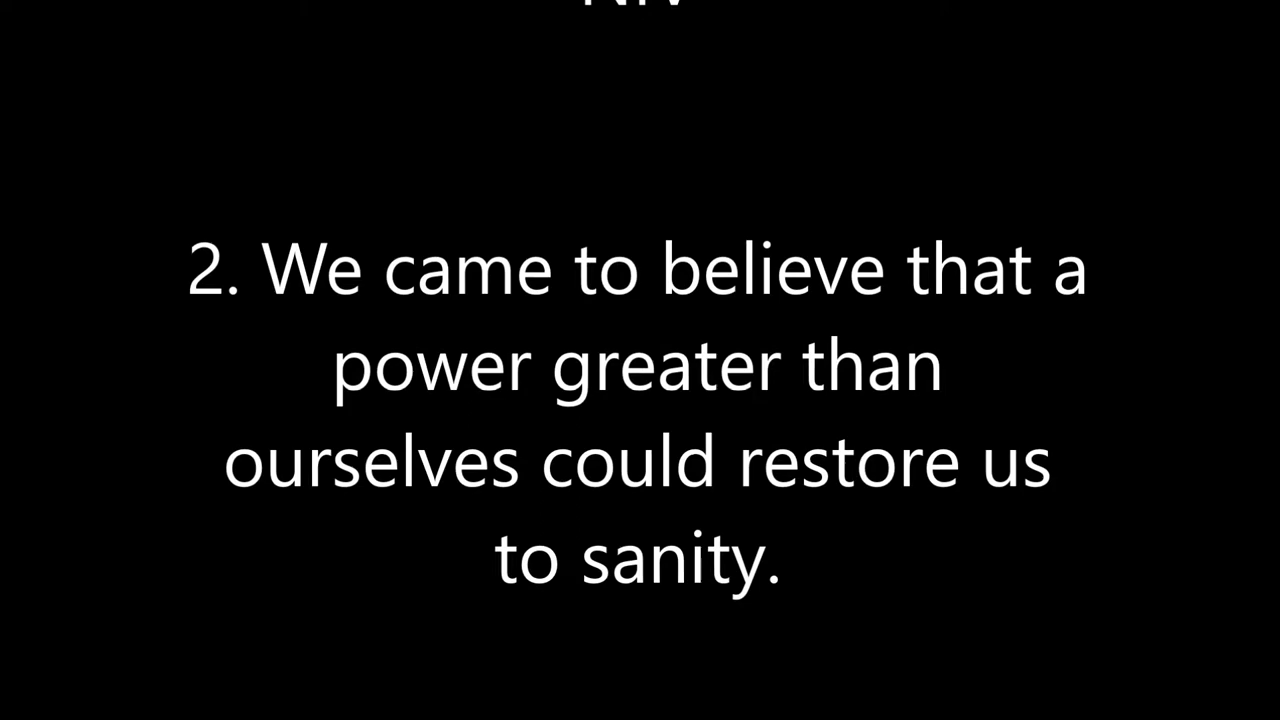 2. We came to believe that a
power greater than
ourselves could restore us
to sanity.